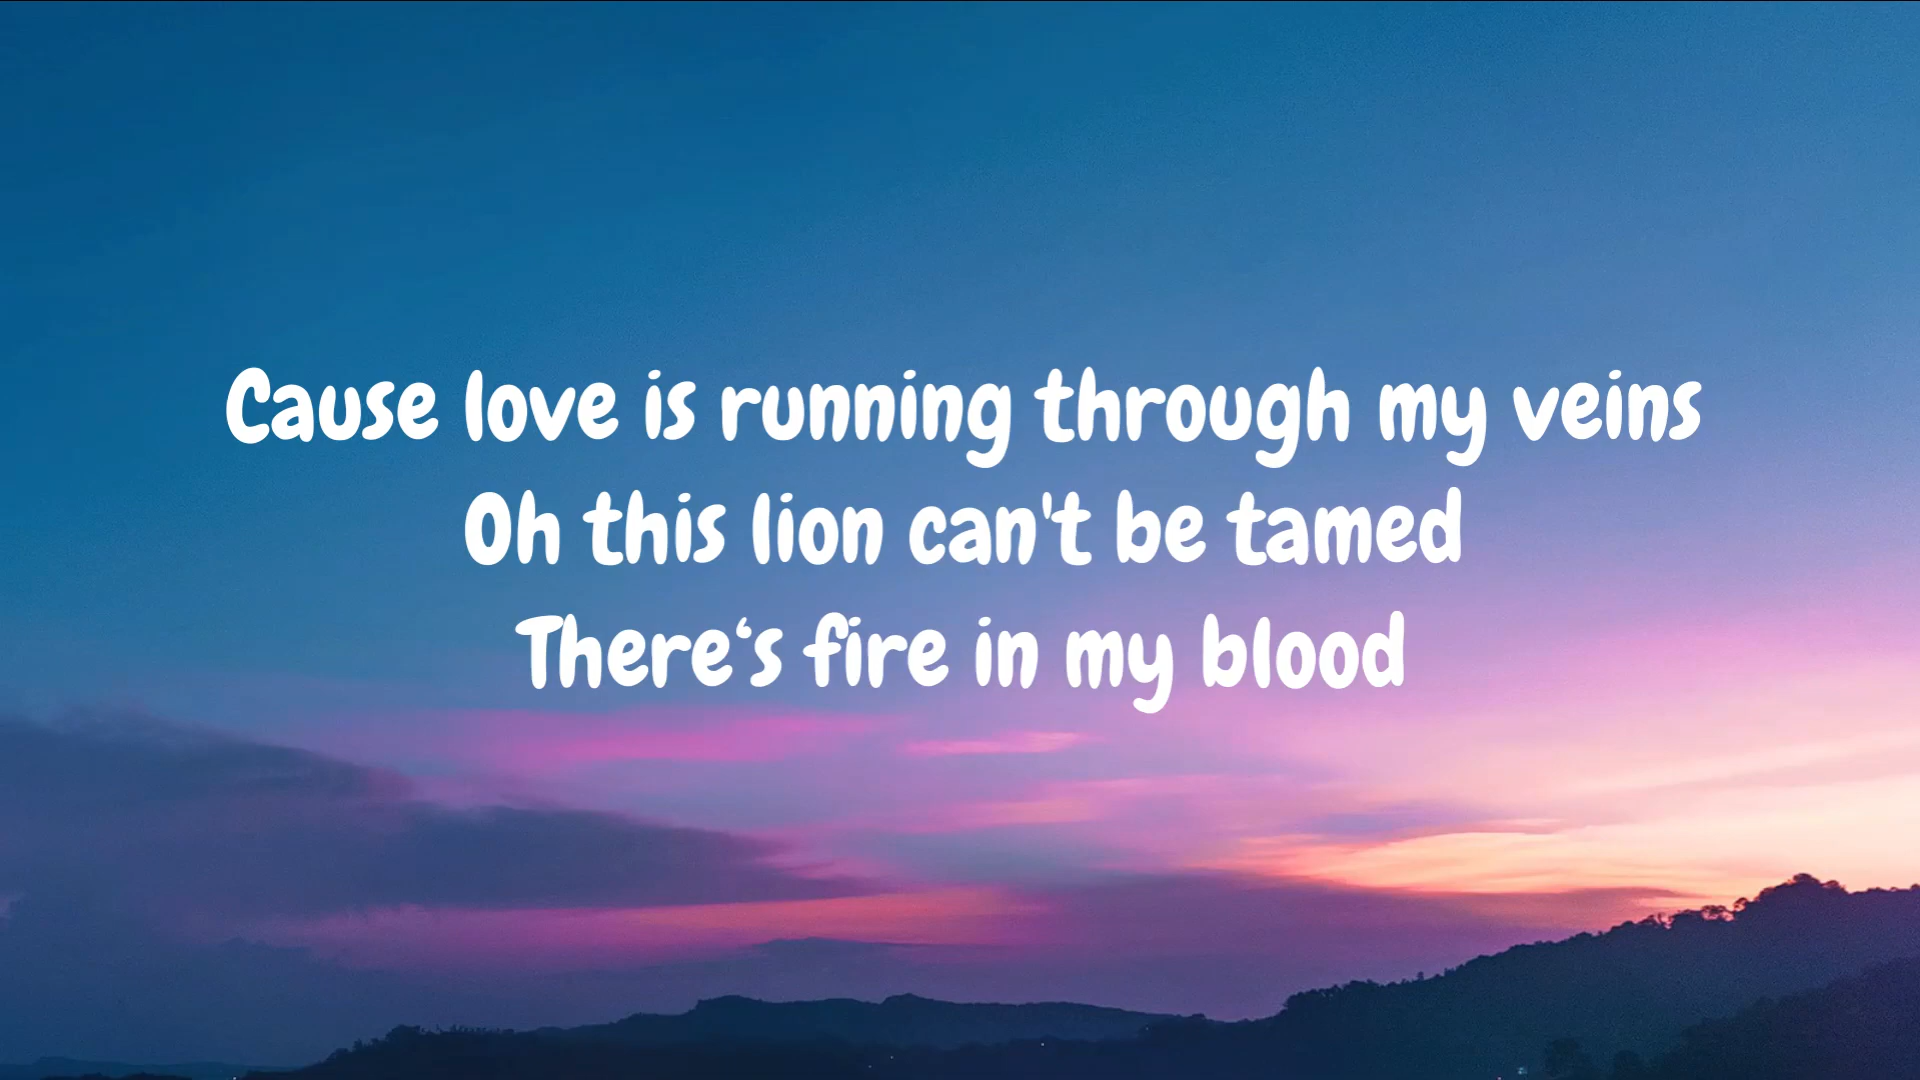 Cause love is running through my veins
Oh this lion can't be tamed
There‘s fire in my blood